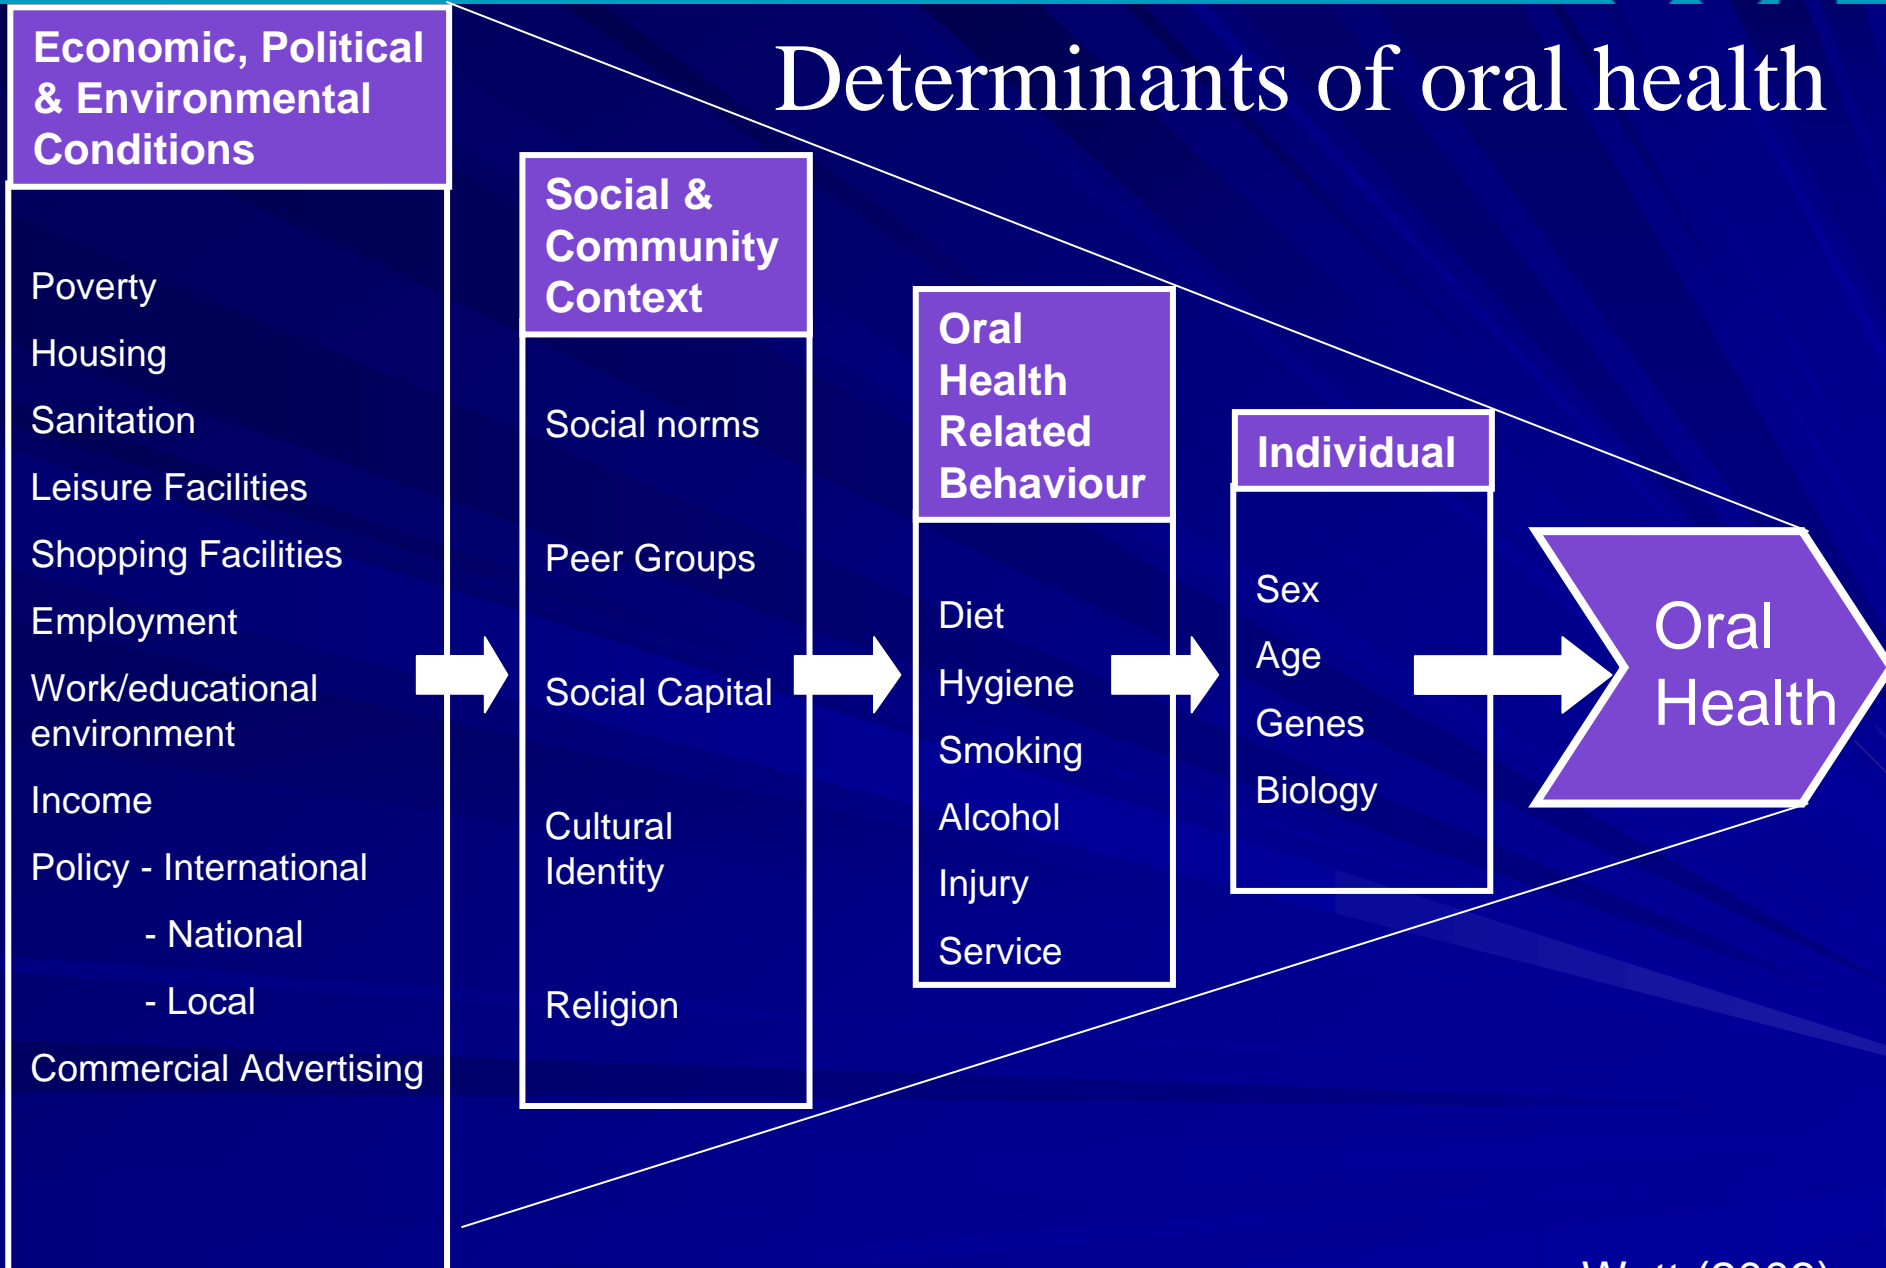 Determinants of oral health
Economic, Political
& Environmental
Conditions
Poverty
Housing
Sanitation
Leisure Facilities
Shopping Facilities
Employment
Work/educational
environment
Income
Policy - International
- National
- Local
Commercial Advertising
Social &
Community
Context
Social norms
Peer Groups
Social Capital
Cultural
Identity
Religion
Oral
Health
Related
Behaviour
Diet
Hygiene
Smoking
Alcohol
Injury
Service
Individual
Sex
Age
Genes
Biology
Oral
Health